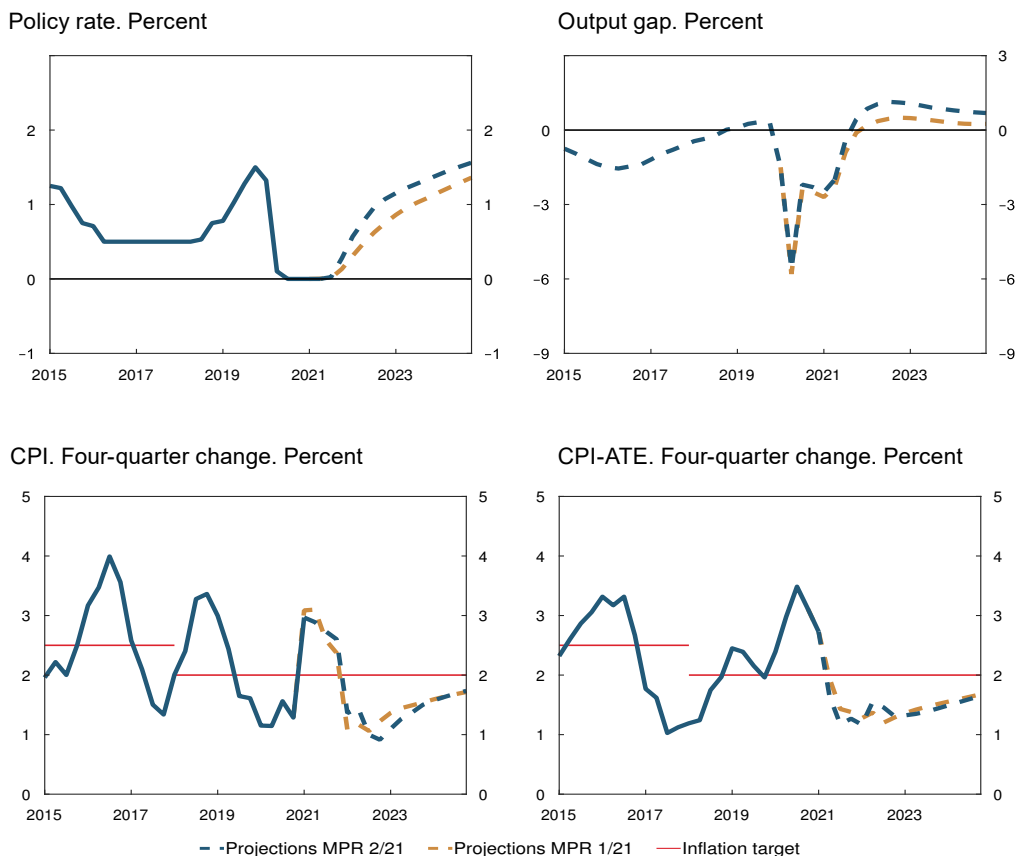 Policy rate. Percent
2 2
1 1
0 0
−1 −1
2015 2017 2019 2021 2023
Output gap. Percent
3
0 0
−3 −3
−6 −6
−9 −9
2015 2017 2019 2021 2023
CPI. Four-quarter change. Percent
5 5
4 4
3 3
2 2
1 1
0 0
2015 2017 2019 2021 2023
CPI-ATE. Four-quarter change. Percent
5 5
4 4
3 3
2 2
1 1
0 0
2015 2017 2019 2021 2023
Projections MPR 2/21 Projections MPR 1/21 Inflation target